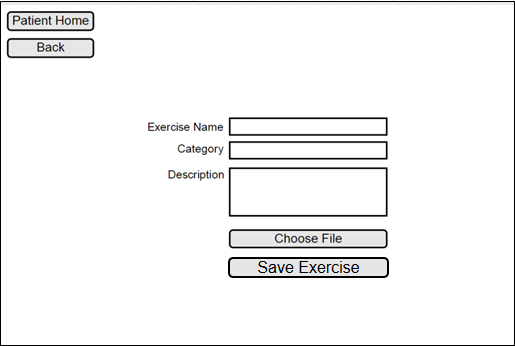 Patient Home
Back
Exercise Name
Category
Description
Choose File
Save Exercise